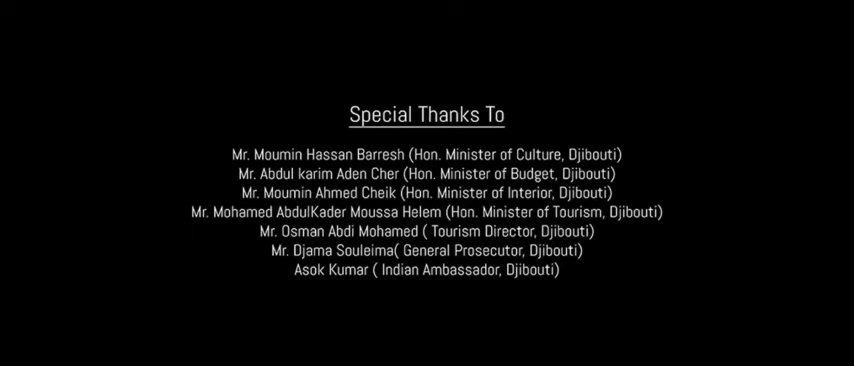 Special Thanks To
Mr. Moumin Hassan Barresh (Hon. Minister of Culture, Djibouti)
Mr. Abdul karim Aden Cher (Hon. Minister of Budget, Djibouti)
Mr. Moumin Ahmed Cheik (Hon. Minister of Interior, Djibouti)
Mr. Mohamed AbdulKader Moussa Helem (Hon. Minister of Tourism, Djibouti)
Mr. Osman Abdi Mohamed ( Tourism Director, Djibouti)
Mr. Djama Souleima( General Prosecutor, Djibouti)
Asok Kumar ( Indian Ambassador, Djibouti)